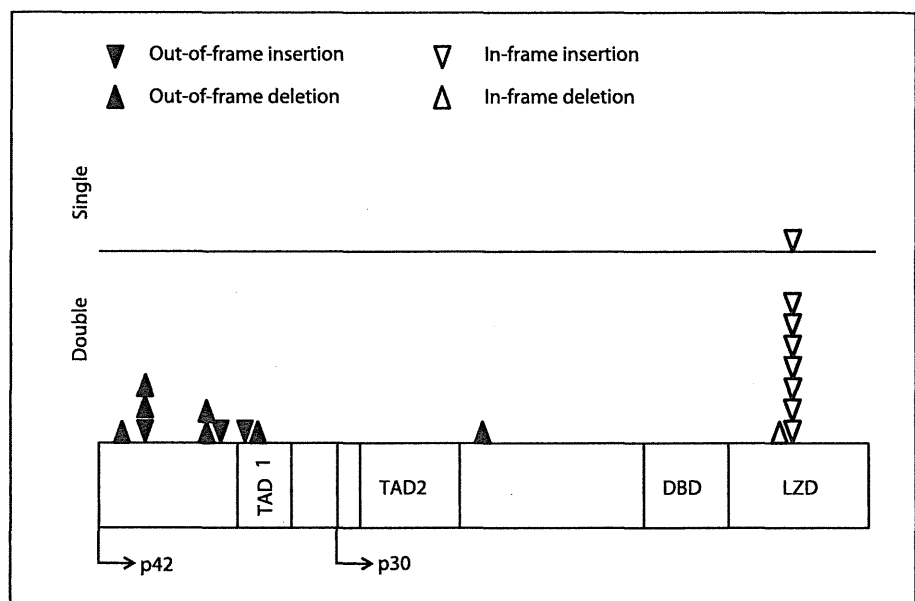 Out-of-frame insertion
In-frame insertion
Out-of-frame deletion
In-frame deletion
Single
Double
TAD 1
TAD2
DBD
LZD
p42
p30